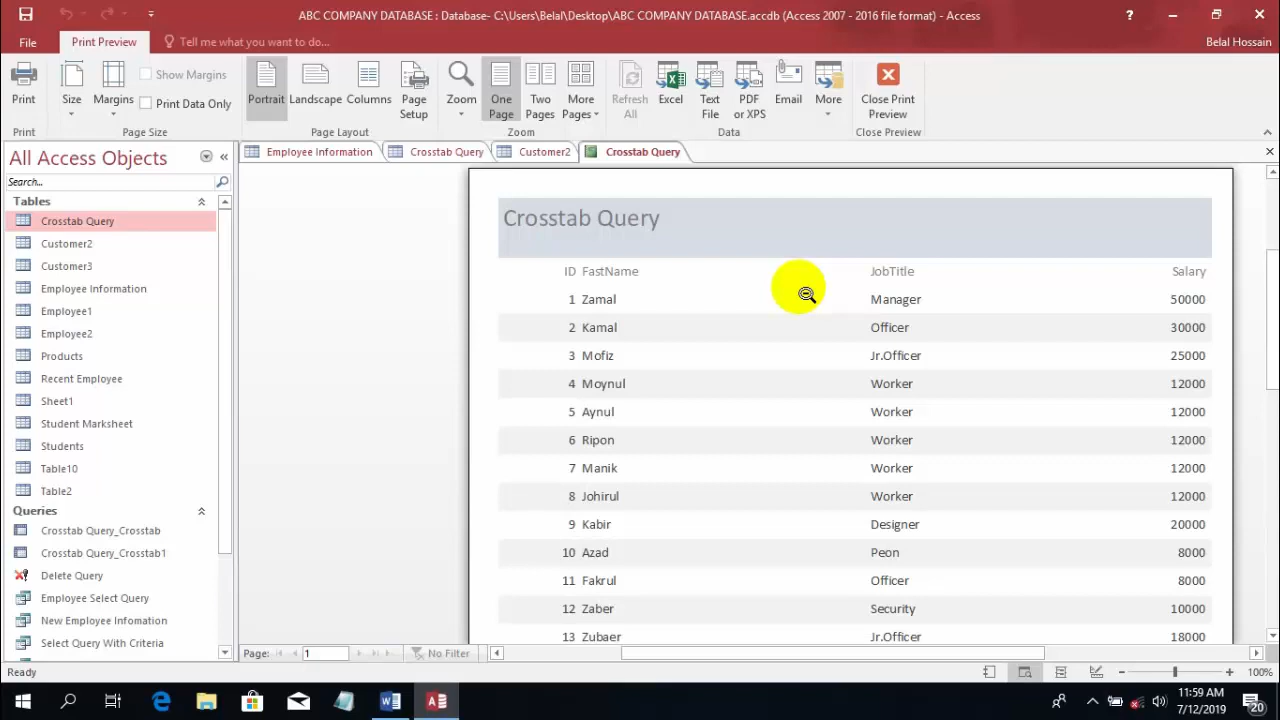 ABC COMPANY DATABASE : Database- C:\Users\Belal\Desktop\ABC COMPANY DATABASE.accdb (Access 2007 - 2016 file format) - Access
File Print Preview Tell me what you want to do... Belal Hossain
Print
Size
Margins
Show Margins
Print Data Only
Portrait
Landscape
Columns
Page Setup
Zoom
One Page
Two Pages
More Pages
Refresh All
Excel
Text File
PDF or XPS
Email
More
Close Print Preview
Print Page Size Page Layout Zoom Data Close Preview
All Access Objects
Search...
Tables
Crosstab Query
Customer2
Customer3
Employee Information
Employee1
Employee2
Products
Recent Employee
Sheet1
Student Marksheet
Students
Table10
Table2
Queries
Crosstab Query_Crosstab
Crosstab Query_Crosstab1
Delete Query
Employee Select Query
New Employee Infomation
Select Query With Criteria
Employee Information Crosstab Query Customer2 Crosstab Query
Crosstab Query
ID FastName JobTitle Salary
1 Zamal Manager 50000
2 Kamal Officer 30000
3 Mofiz Jr.Officer 25000
4 Moynul Worker 12000
5 Aynul Worker 12000
6 Ripon Worker 12000
7 Manik Worker 12000
8 Johirul Worker 12000
9 Kabir Designer 20000
10 Azad Peon 8000
11 Fakrul Officer 8000
12 Zaber Security 10000
13 Zubaer Jr.Officer 18000
Page: 1 No Filter
Ready 100%
11:59 AM
7/12/2019
20